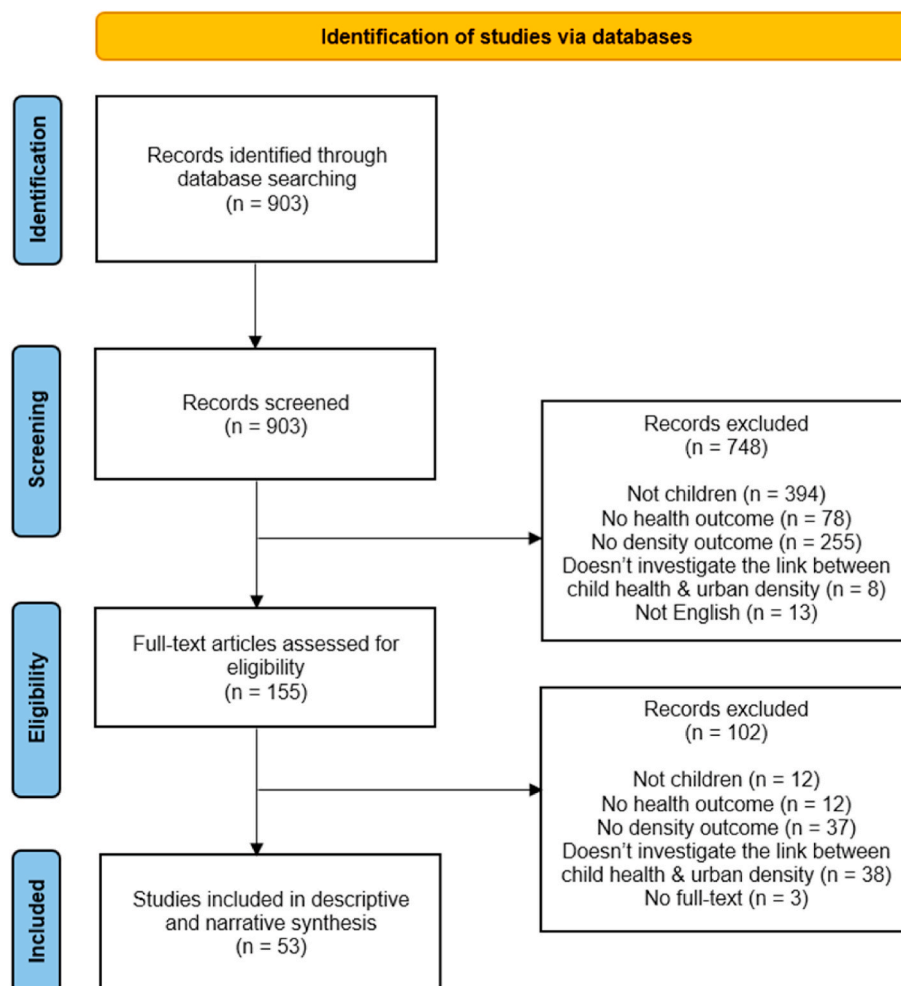 Identification of studies via databases
Identification
Records identified through
database searching
(n = 903)
Screening
Records screened
(n = 903)
Records excluded
(n = 748)
Not children (n = 394)
No health outcome (n = 78)
No density outcome (n = 255)
Doesn't investigate the link between
child health & urban density (n = 8)
Not English (n = 13)
Eligibility
Full-text articles assessed for
eligibility
(n = 155)
Records excluded
(n = 102)
Not children (n = 12)
No health outcome (n = 12)
No density outcome (n = 37)
Doesn't investigate the link between
child health & urban density (n = 38)
No full-text (n = 3)
Included
Studies included in descriptive
and narrative synthesis
(n = 53)